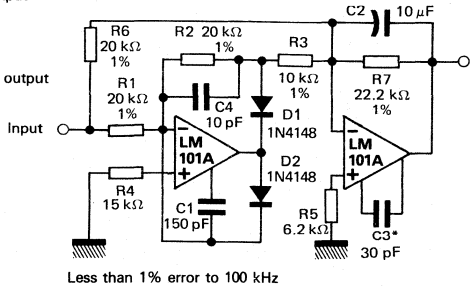 R6
20 kΩ
1%
output
R1
20 kΩ
1%
Input
R4
15 kΩ
R2 20 kΩ
1%
C4
10 pF
LM
101A
−
+
C1
150 pF
R3
10 kΩ
1%
D1
1N4148
D2
1N4148
C2
10 μF
R7
22.2 kΩ
1%
−
LM
101A
+
R5
6.2 kΩ
C3*
30 pF
Less than 1% error to 100 kHz